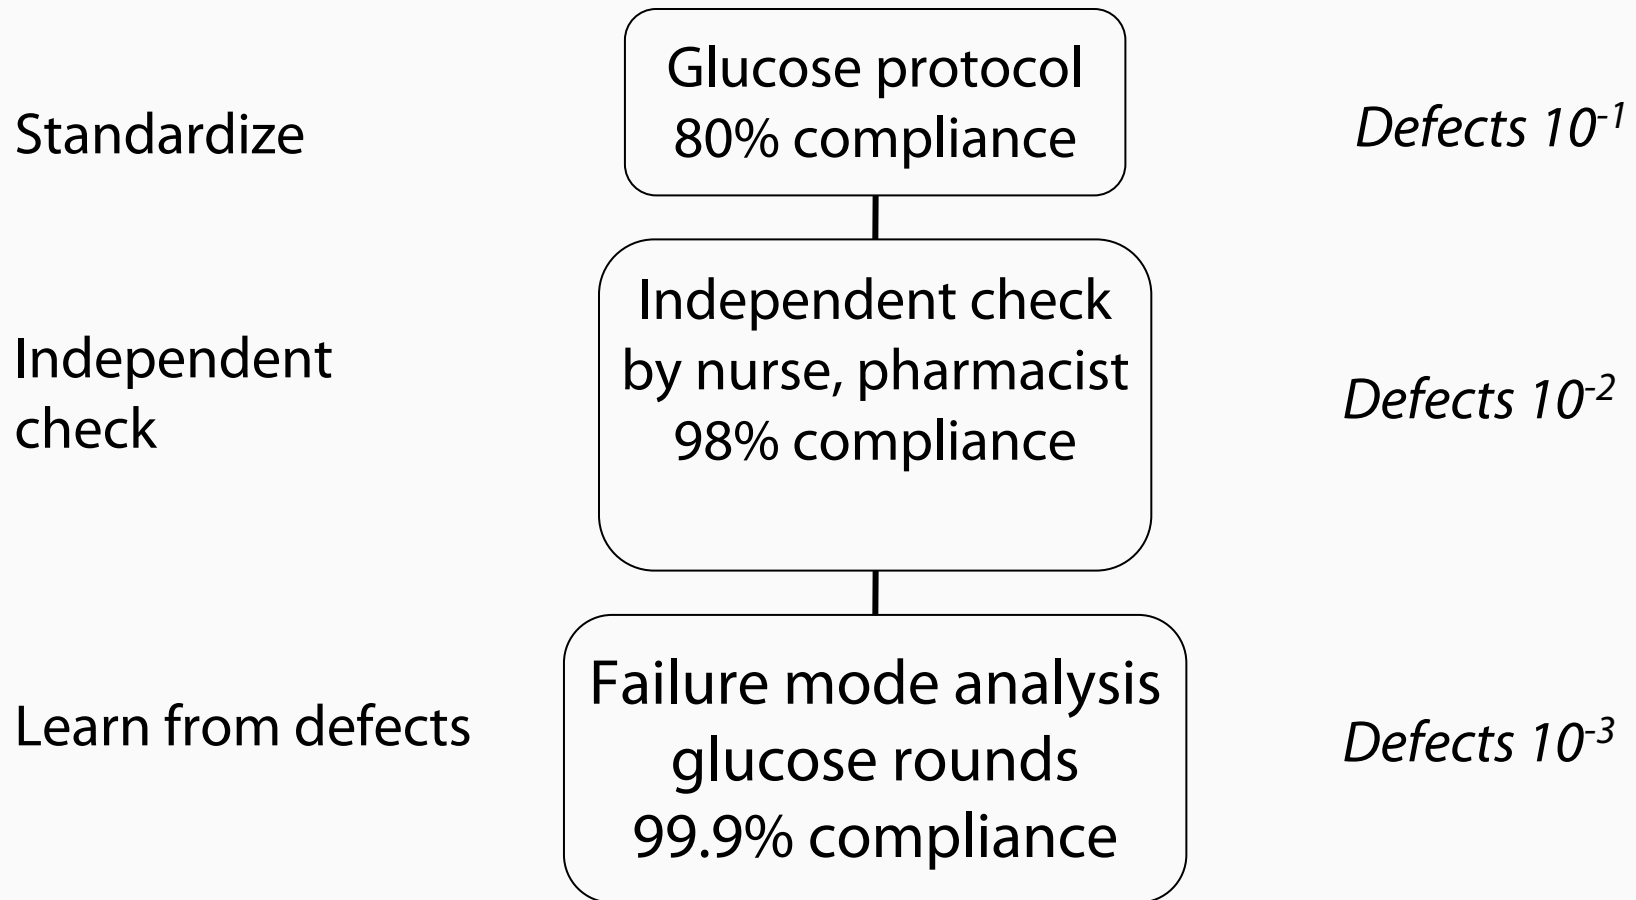 Standardize
Glucose protocol
80% compliance
Defects 10⁻¹
Independent
check
Independent check
by nurse, pharmacist
98% compliance
Defects 10⁻²
Learn from defects
Failure mode analysis
glucose rounds
99.9% compliance
Defects 10⁻³